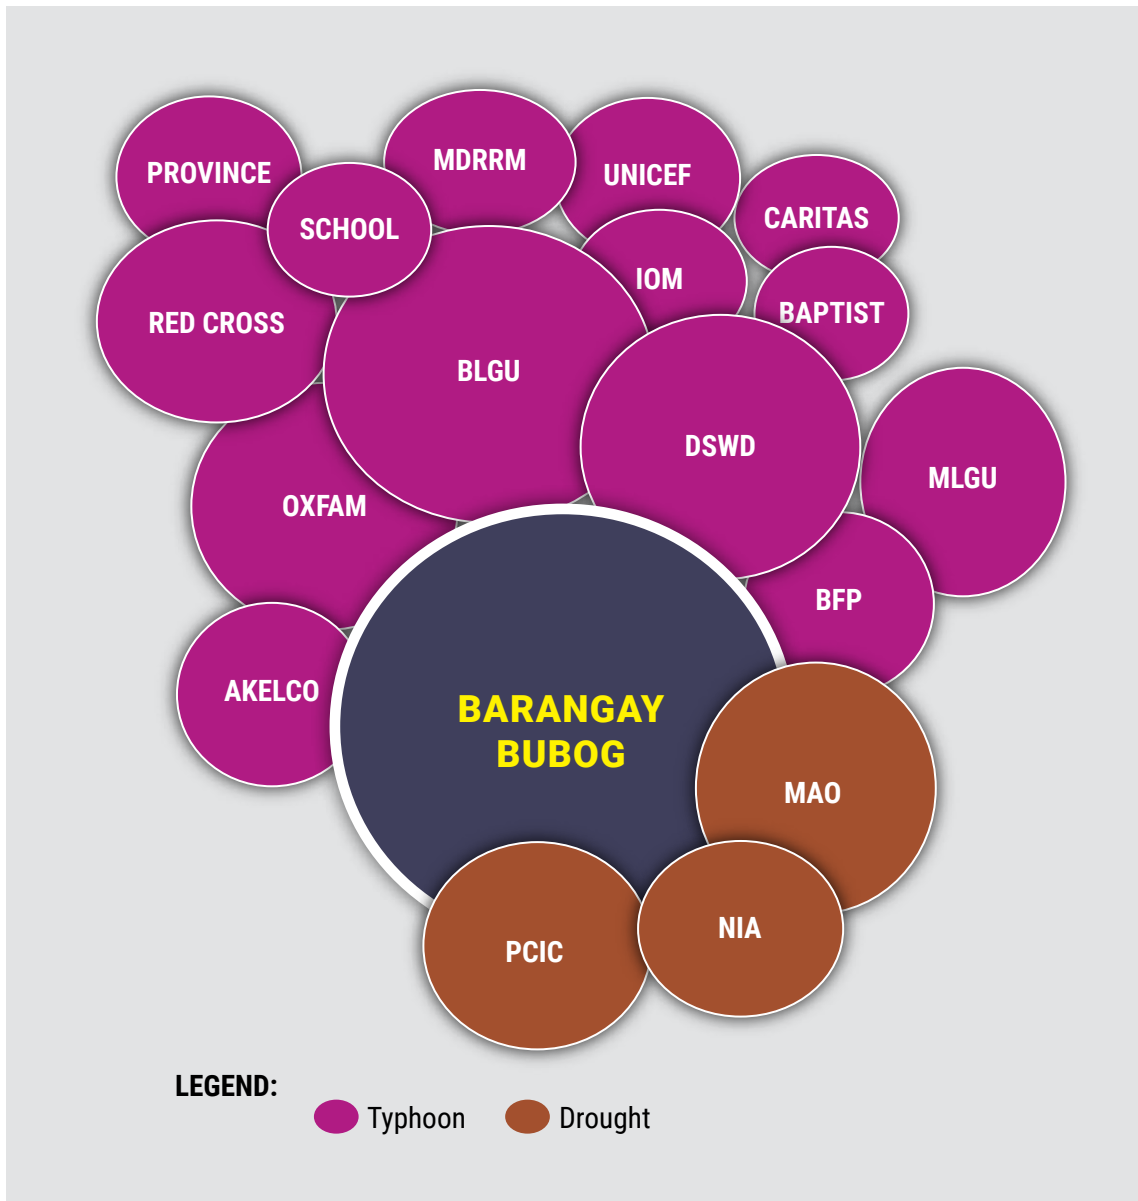 PROVINCE
MDRRM
UNICEF
CARITAS
SCHOOL
IOM
BAPTIST
RED CROSS
BLGU
DSWD
MLGU
OXFAM
BFP
AKELCO
BARANGAY
BUBOG
MAO
NIA
PCIC
LEGEND:
Typhoon
Drought